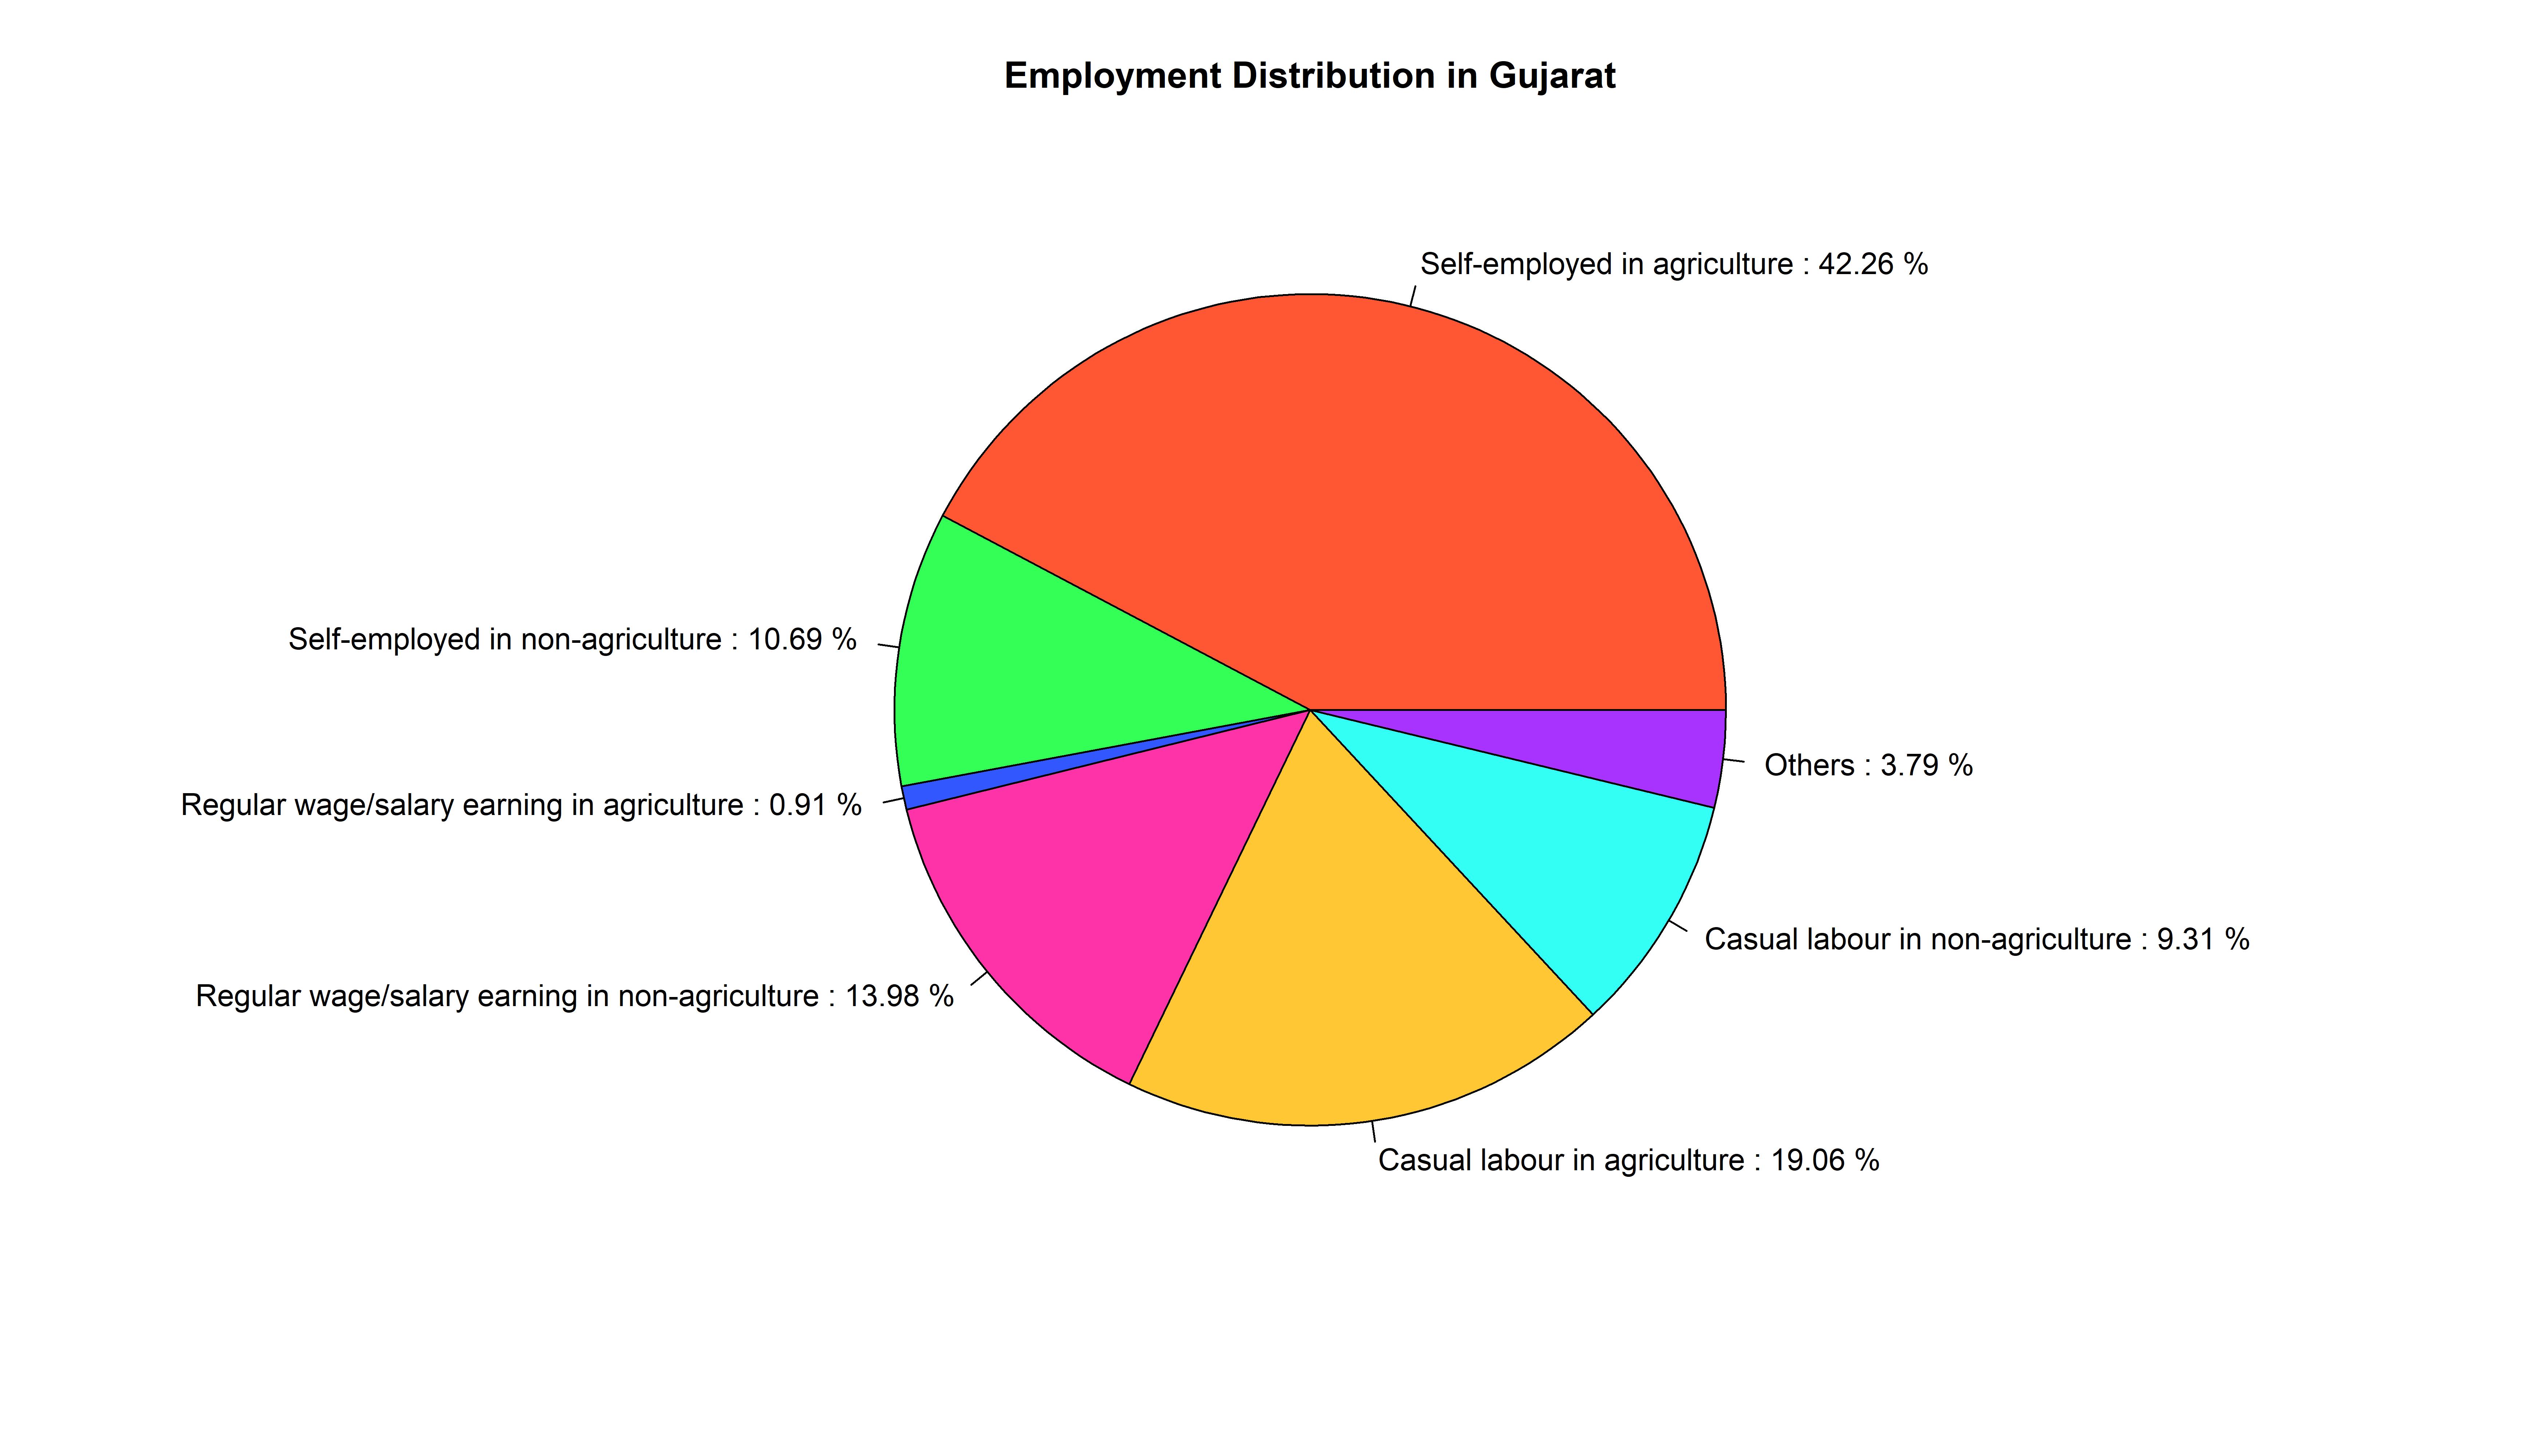 Employment Distribution in Gujarat
Self-employed in agriculture : 42.26 %
Self-employed in non-agriculture : 10.69 %
Regular wage/salary earning in agriculture : 0.91 %
Others : 3.79 %
Casual labour in non-agriculture : 9.31 %
Regular wage/salary earning in non-agriculture : 13.98 %
Casual labour in agriculture : 19.06 %